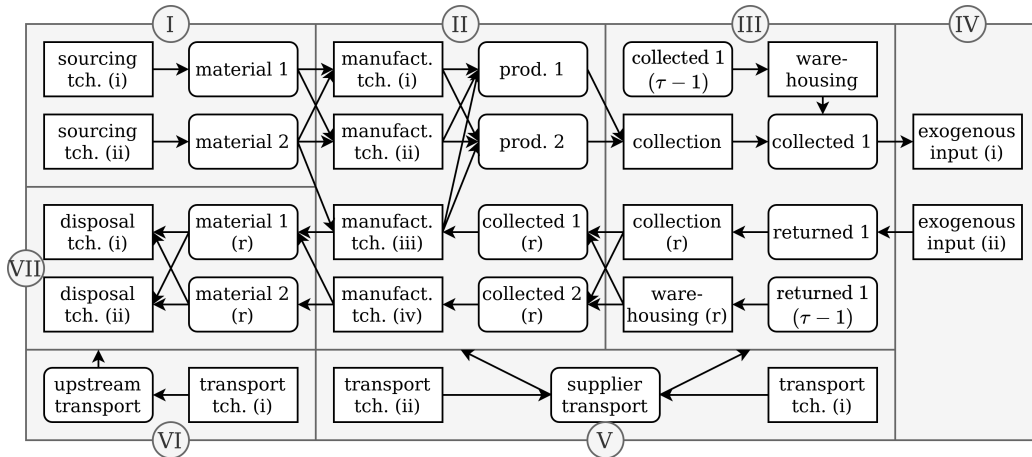 I
II
III
IV
sourcing
tch. (i)
material 1
manufact.
tch. (i)
prod. 1
collected 1
(τ − 1)
ware-
housing
sourcing
tch. (ii)
material 2
manufact.
tch. (ii)
prod. 2
collection
collected 1
exogenous
input (i)
disposal
tch. (i)
material 1
(r)
manufact.
tch. (iii)
collected 1
(r)
collection
(r)
returned 1
exogenous
input (ii)
VII
disposal
tch. (ii)
material 2
(r)
manufact.
tch. (iv)
collected 2
(r)
ware-
housing (r)
returned 1
(τ − 1)
upstream
transport
transport
tch. (i)
transport
tch. (ii)
supplier
transport
transport
tch. (i)
VI
V